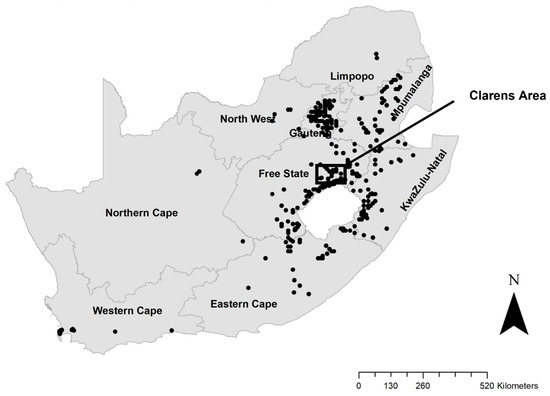 Limpopo
Mpumalanga
Clarens Area
North West
Gauteng
Free State
KwaZulu-Natal
Northern Cape
N
Western Cape
Eastern Cape
0 130 260 520 Kilometers